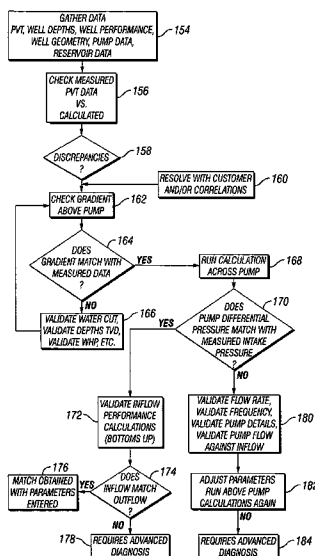 GATHER DATA
PVT, WELL DEPTHS, WELL PERFORMANCE,
WELL GEOMETRY, PUMP DATA,
RESERVOIR DATA
154
CHECK MEASURED
PVT DATA
VS.
CALCULATED
156
DISCREPANCIES
?
158
RESOLVE WITH CUSTOMER
AND/OR CORRELATIONS
160
CHECK GRADIENT
ABOVE PUMP
162
DOES
GRADIENT MATCH WITH
MEASURED DATA
?
164
YES
NO
RUN CALCULATION
ACROSS PUMP
168
VALIDATE WATER CUT,
VALIDATE DEPTHS TVD,
VALIDATE WHP, ETC.
166
DOES
PUMP DIFFERENTIAL
PRESSURE MATCH WITH
MEASURED INTAKE
PRESSURE
?
170
YES
NO
VALIDATE INFLOW
PERFORMANCE
CALCULATIONS
(BOTTOMS UP)
172
VALIDATE FLOW RATE,
VALIDATE FREQUENCY,
VALIDATE PUMP DETAILS,
VALIDATE PUMP FLOW
AGAINST INFLOW
180
DOES
INFLOW MATCH
OUTFLOW
?
174
YES
NO
MATCH OBTAINED
WITH PARAMETERS
ENTERED
176
ADJUST PARAMETERS
RUN ABOVE PUMP
CALCULATIONS AGAIN
182
NO
REQUIRES ADVANCED
DIAGNOSIS
178
REQUIRES ADVANCED
DIAGNOSIS
184